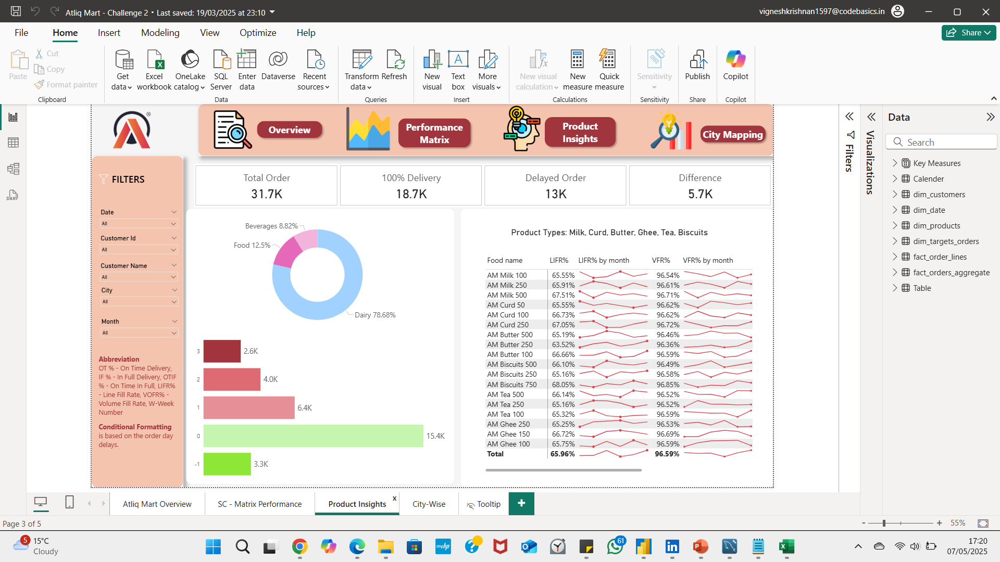 Atliq Mart - Challenge 2 • Last saved: 19/03/2025 at 23:10
vigneshkrishnan1597@codebasics.in
File Home Insert Modeling View Optimize Help
Share
Paste
Cut
Copy
Format painter
Clipboard
Get data
Excel workbook
OneLake catalog
SQL Server
Enter data
Dataverse
Recent sources
Data
Transform data
Refresh
Queries
New visual
Text box
More visuals
Insert
New visual calculation
New measure
Quick measure
Calculations
Sensitivity
Sensitivity
Publish
Share
Copilot
Copilot
Overview
Performance Matrix
Product Insights
City Mapping
FILTERS
Date
All
Customer Id
All
Customer Name
All
City
All
Month
All
Abbreviation
OT % - On Time Delivery,
IF % - In Full Delivery, OTIF
% - On Time In Full, LIFR%
- Line Fill Rate, VOFR% -
Volume Fill Rate, W-Week
Number
Conditional Formatting
is based on the order day
delays.
Total Order
31.7K
100% Delivery
18.7K
Delayed Order
13K
Difference
5.7K
Beverages 8.82%
Food 12.5%
Dairy 78.68%
3 2.6K
2 4.0K
1 6.4K
0 15.4K
-1 3.3K
Product Types: Milk, Curd, Butter, Ghee, Tea, Biscuits
Food name LIFR% LIFR% by month VFR% VFR% by month
AM Milk 100 65.55% 96.54%
AM Milk 250 65.91% 96.61%
AM Milk 500 67.51% 96.71%
AM Curd 50 65.55% 96.62%
AM Curd 100 66.73% 96.62%
AM Curd 250 67.05% 96.72%
AM Butter 500 65.19% 96.46%
AM Butter 250 63.52% 96.36%
AM Butter 100 66.66% 96.59%
AM Biscuits 500 66.10% 96.49%
AM Biscuits 250 65.16% 96.58%
AM Biscuits 750 68.05% 96.85%
AM Tea 500 66.14% 96.52%
AM Tea 250 65.16% 96.52%
AM Tea 100 65.32% 96.59%
AM Ghee 250 65.25% 96.53%
AM Ghee 150 66.72% 96.69%
AM Ghee 100 65.75% 96.59%
Total 65.96% 96.59%
Filters
Visualizations
Data
Search
Key Measures
Calender
dim_customers
dim_date
dim_products
dim_targets_orders
fact_order_lines
fact_orders_aggregate
Table
Atliq Mart Overview
SC - Matrix Performance
Product Insights
x
City-Wise
Tooltip
+
Page 3 of 5
- + 55%
5
15°C
Cloudy
myhp
61
17:20
07/05/2025